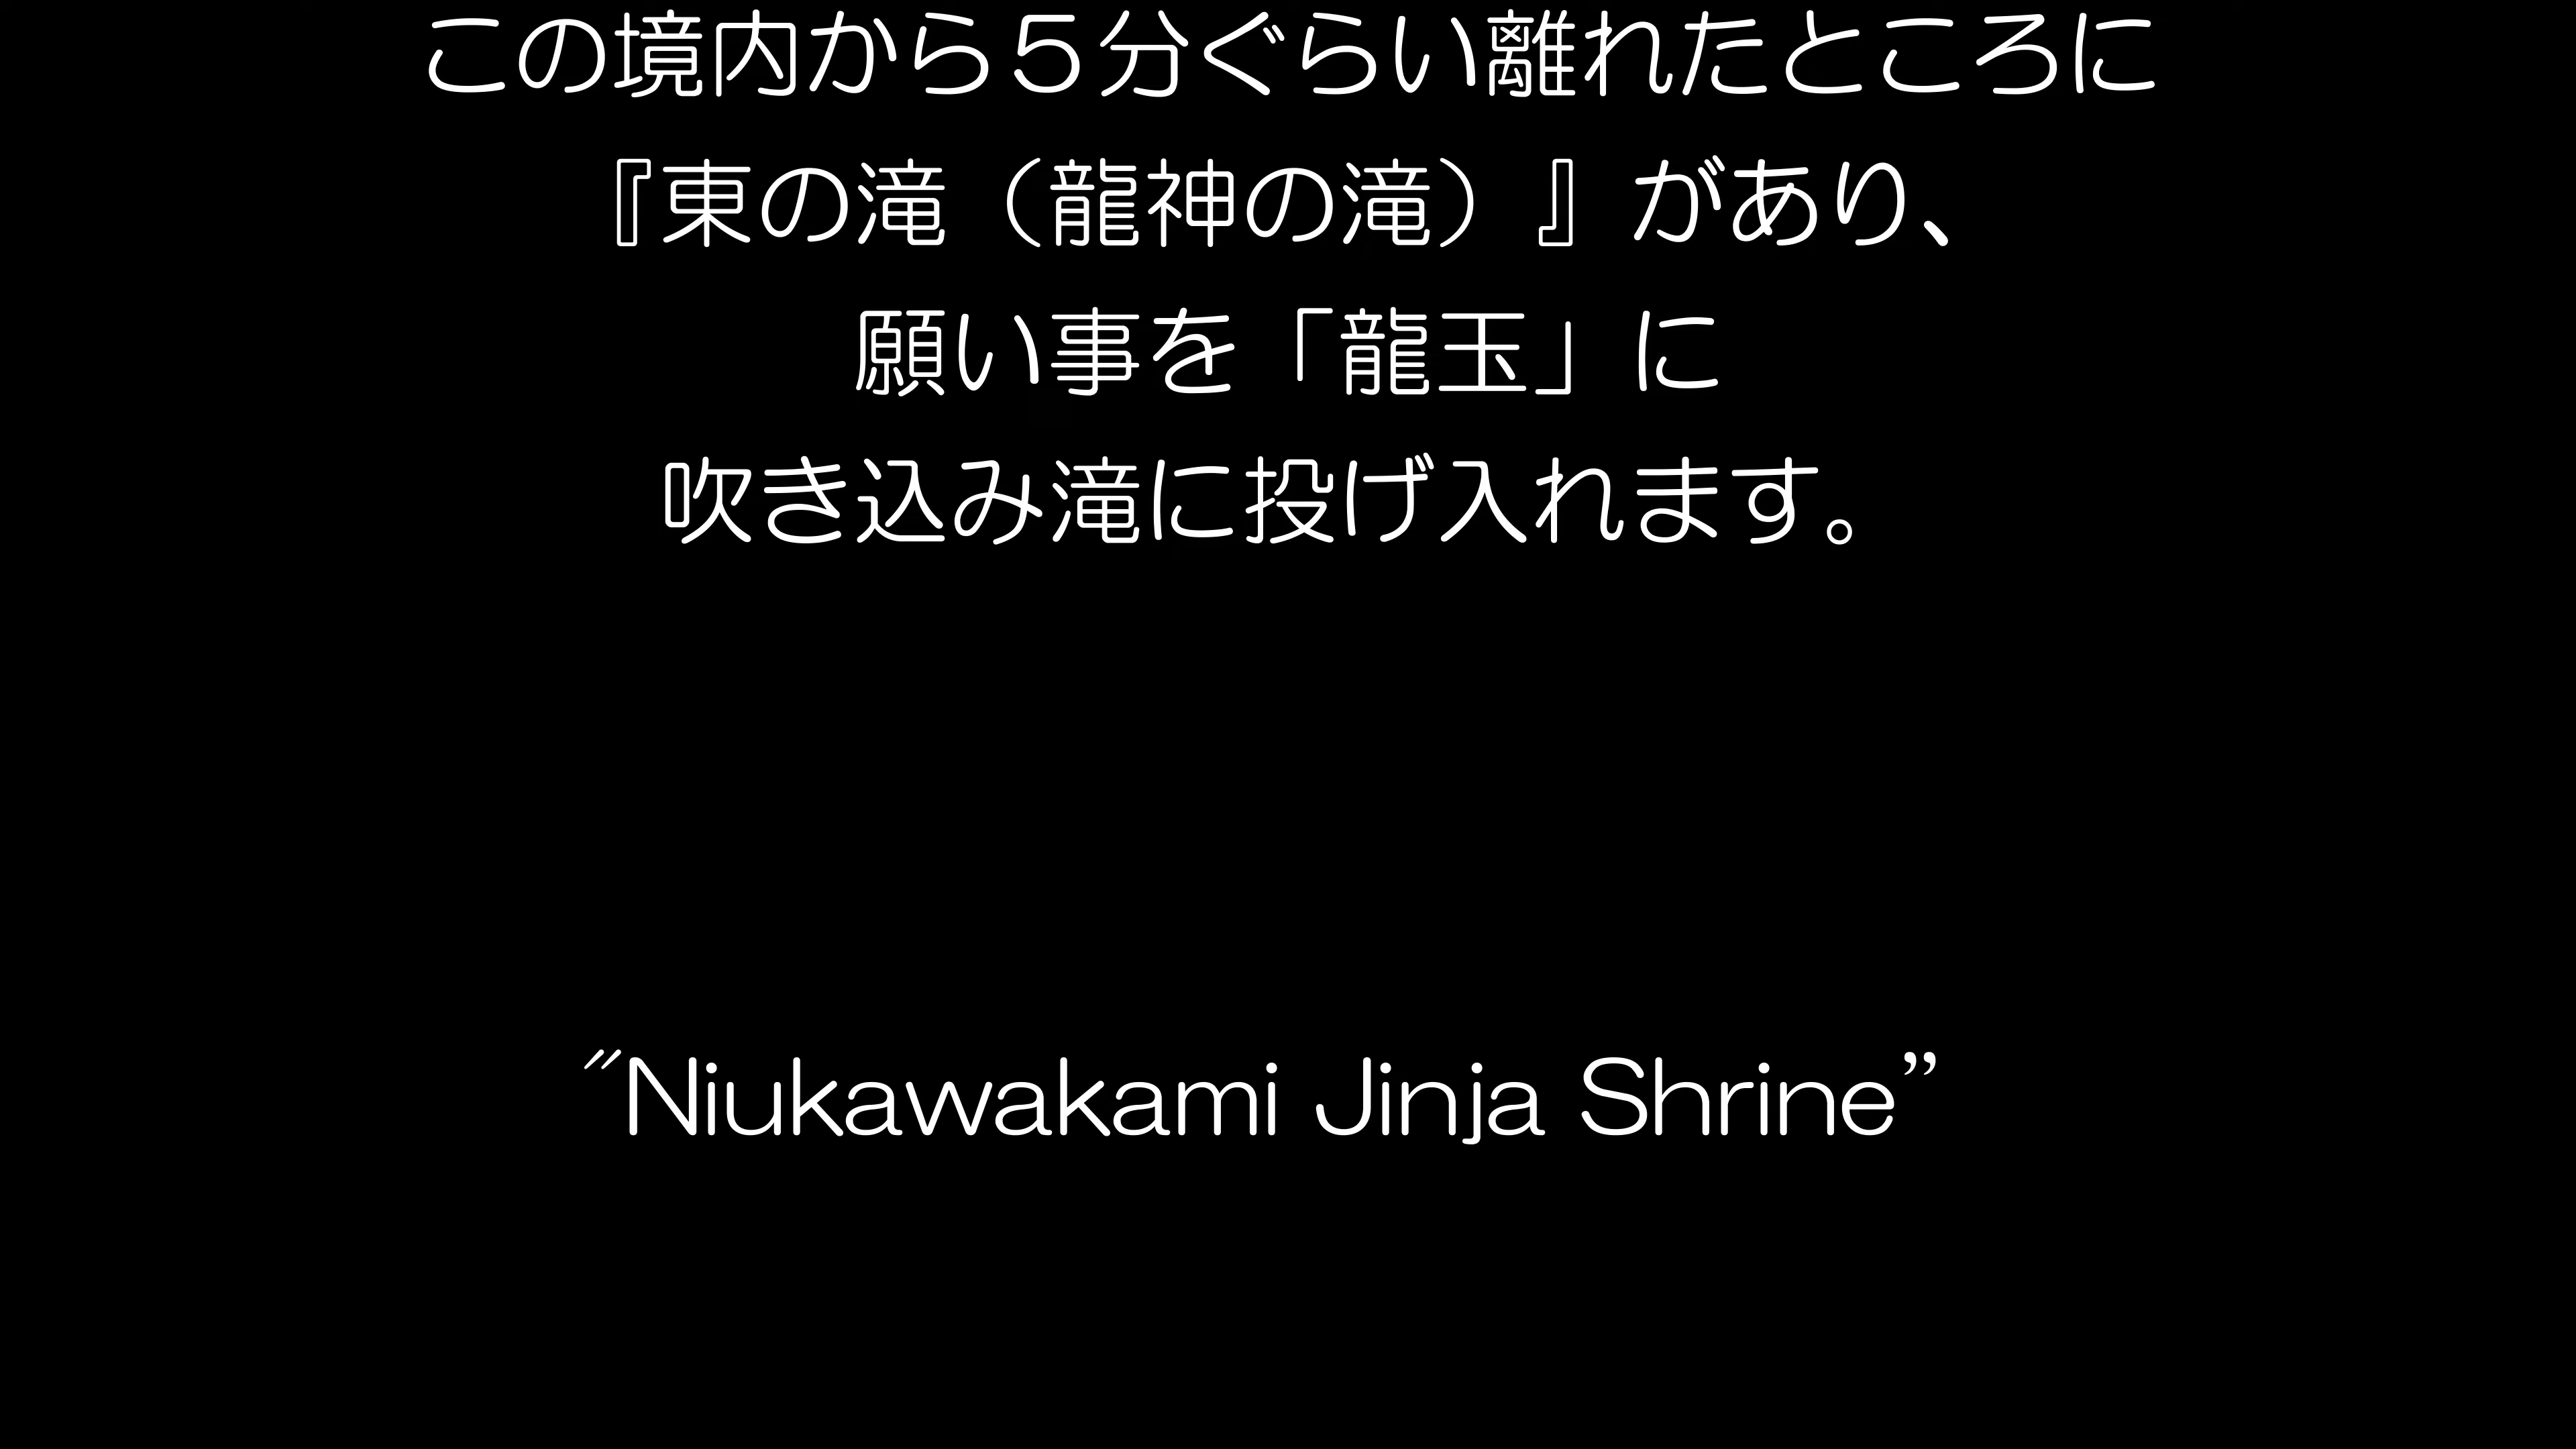 この境内から５分ぐらい離れたところに
『東の滝（龍神の滝）』があり、
願い事を「龍玉」に
吹き込み滝に投げ入れます。
〃Niukawakami Jinja Shrine”